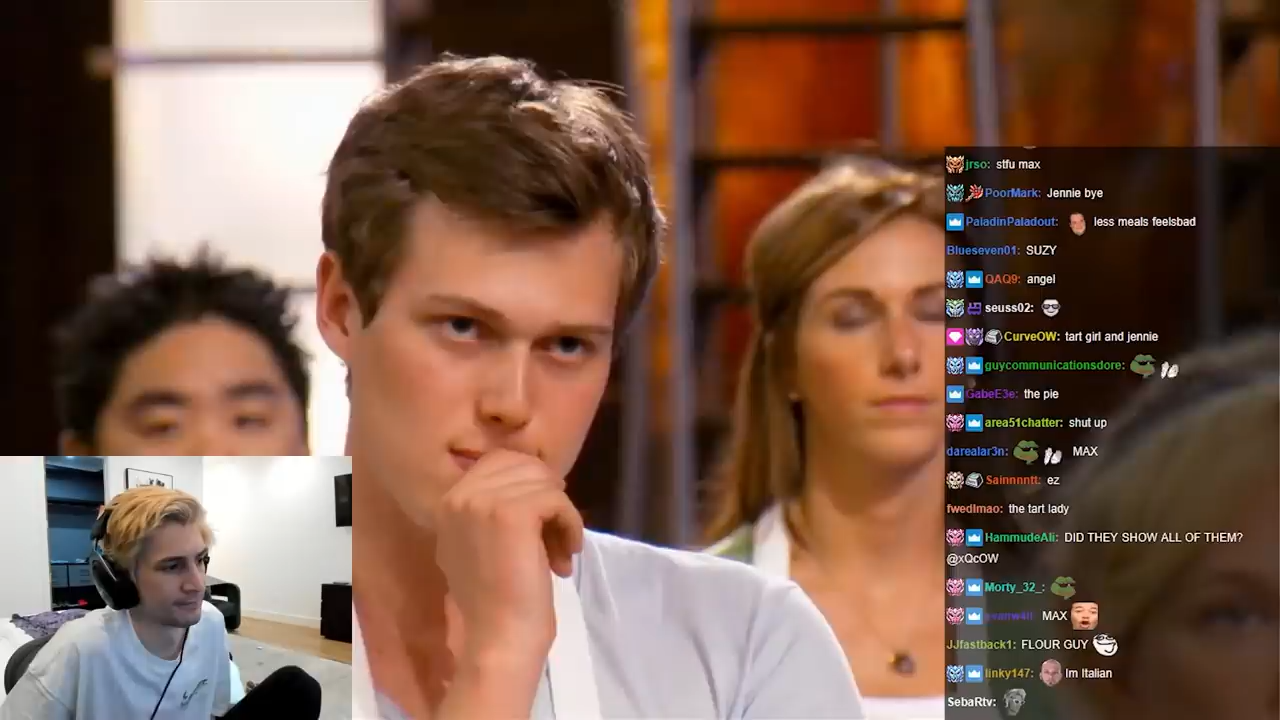 jrso: stfu max
PoorMark: Jennie bye
PaladinPaladout: less meals feelsbad
Blueseven01: SUZY
QAQ9: angel
seuss02:
CurveOW: tart girl and jennie
guycommunicationsdore:
GabeE3e: the pie
area51chatter: shut up
darealar3n: MAX
Sainnnntt: ez
fwedlmao: the tart lady
HammudeAli: DID THEY SHOW ALL OF THEM?
@xQcOW
Morty_32_:
MAX
JJfastback1: FLOUR GUY
linky147: Im Italian
SebaRtv: